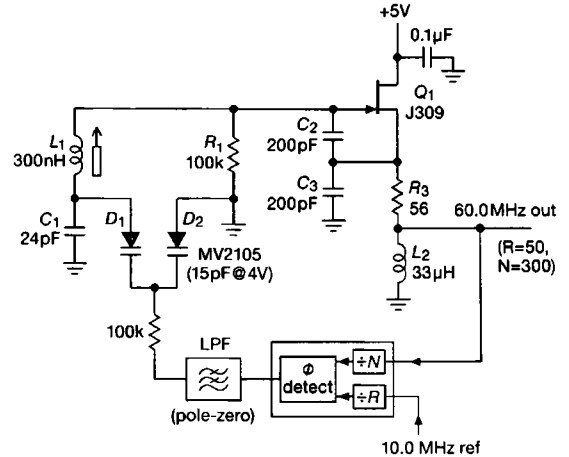 +5V
0.1µF
Q1
J309
L1
300nH
R1
100k
C2
200pF
C3
200pF
R3
56
60.0MHz out
(R=50,
N=300)
C1
24pF
D1
D2
MV2105
(15pF@4V)
L2
33µH
100k
LPF
(pole-zero)
Φ
detect
÷N
÷R
10.0 MHz ref